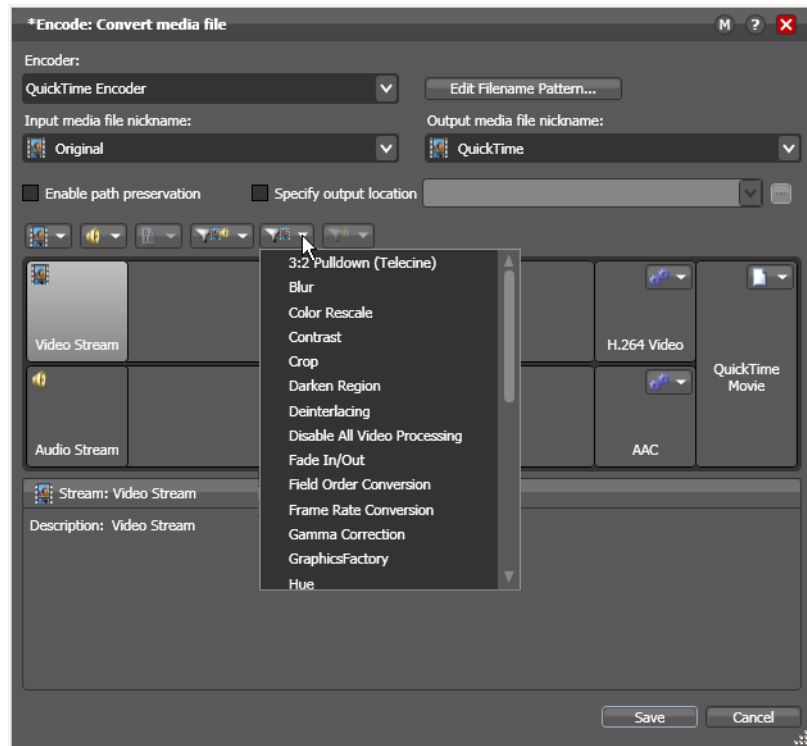 *Encode: Convert media file
M ? X
Encoder:
QuickTime Encoder
Edit Filename Pattern...
Input media file nickname:
Output media file nickname:
Original
QuickTime
Enable path preservation
Specify output location
3:2 Pulldown (Telecine)
Blur
Color Rescale
Contrast
Crop
Darken Region
Deinterlacing
Disable All Video Processing
Fade In/Out
Field Order Conversion
Frame Rate Conversion
Gamma Correction
GraphicsFactory
Hue
Video Stream
H.264 Video
QuickTime
Movie
Audio Stream
AAC
Stream: Video Stream
Description: Video Stream
Save
Cancel